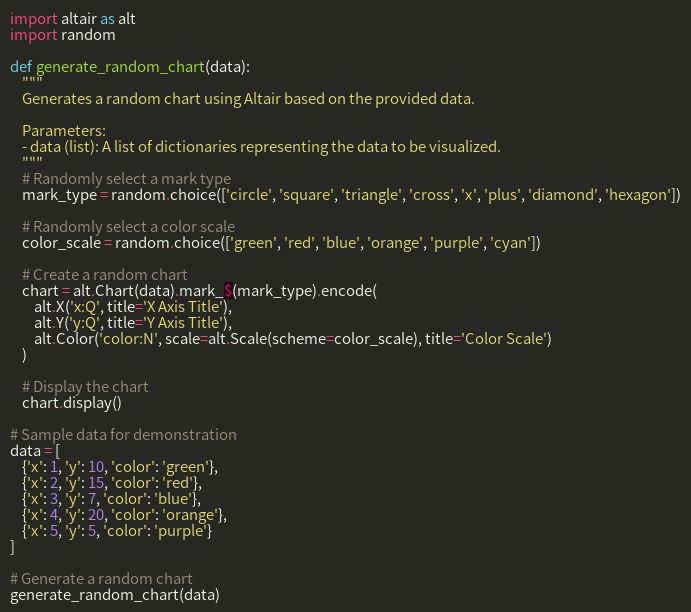 import altair as alt
import random
def generate_random_chart(data):
"""
Generates a random chart using Altair based on the provided data.
Parameters:
- data (list): A list of dictionaries representing the data to be visualized.
"""
# Randomly select a mark type
mark_type = random.choice(['circle', 'square', 'triangle', 'cross', 'x', 'plus', 'diamond', 'hexagon'])
# Randomly select a color scale
color_scale = random.choice(['green', 'red', 'blue', 'orange', 'purple', 'cyan'])
# Create a random chart
chart = alt.Chart(data).mark_$(mark_type).encode(
alt.X('x:Q', title='X Axis Title'),
alt.Y('y:Q', title='Y Axis Title'),
alt.Color('color:N', scale=alt.Scale(scheme=color_scale), title='Color Scale')
)
# Display the chart
chart.display()
# Sample data for demonstration
data = [
{'x': 1, 'y': 10, 'color': 'green'},
{'x': 2, 'y': 15, 'color': 'red'},
{'x': 3, 'y': 7, 'color': 'blue'},
{'x': 4, 'y': 20, 'color': 'orange'},
{'x': 5, 'y': 5, 'color': 'purple'}
]
# Generate a random chart
generate_random_chart(data)